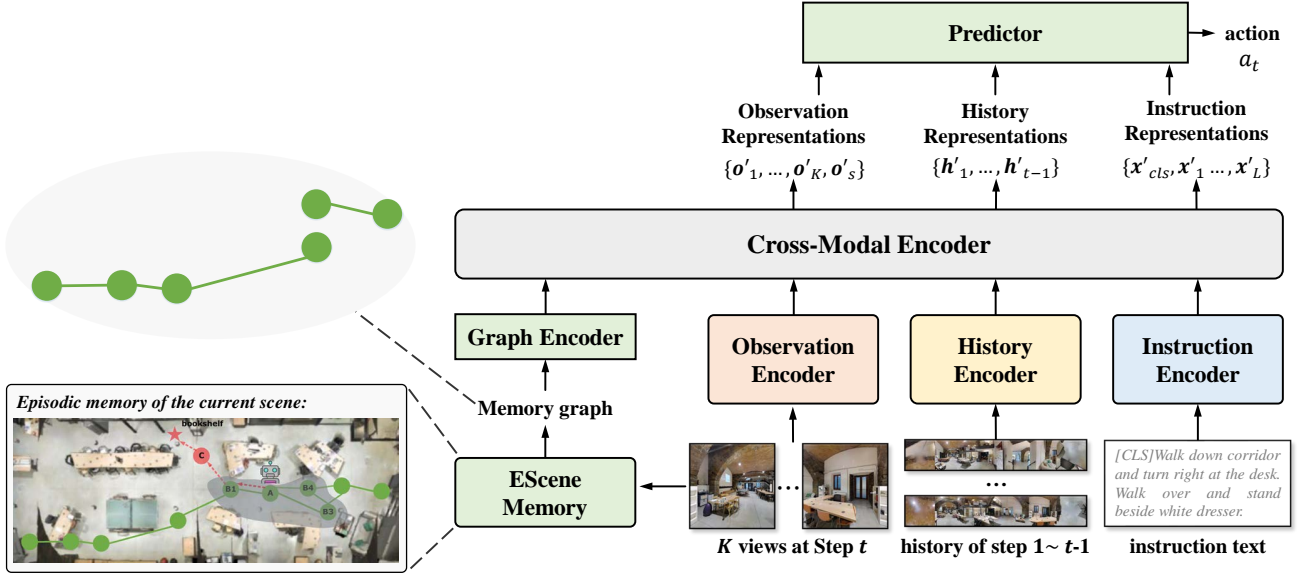 Predictor
action
a_t
Observation
Representations
{o'_1, ..., o'_K, o'_s}
History
Representations
{h'_1, ..., h'_{t-1}}
Instruction
Representations
{x'_{cls}, x'_1 ..., x'_L}
Cross-Modal Encoder
Graph Encoder
Observation
Encoder
History
Encoder
Instruction
Encoder
Memory graph
EScene
Memory
Episodic memory of the current scene:
bookshelf
C
B1
A
B4
B3
...
K views at Step t
...
history of step 1~ t-1
[CLS]Walk down corridor
and turn right at the desk.
Walk over and stand
beside white dresser.
instruction text